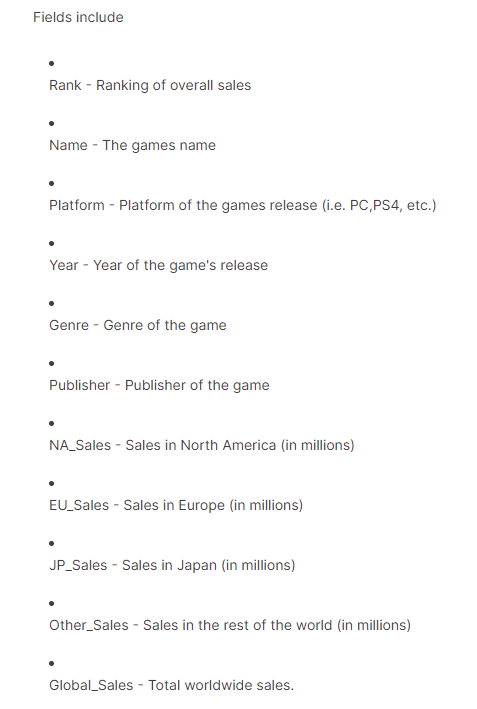 Fields include
Rank - Ranking of overall sales
Name - The games name
Platform - Platform of the games release (i.e. PC,PS4, etc.)
Year - Year of the game's release
Genre - Genre of the game
Publisher - Publisher of the game
NA_Sales - Sales in North America (in millions)
EU_Sales - Sales in Europe (in millions)
JP_Sales - Sales in Japan (in millions)
Other_Sales - Sales in the rest of the world (in millions)
Global_Sales - Total worldwide sales.